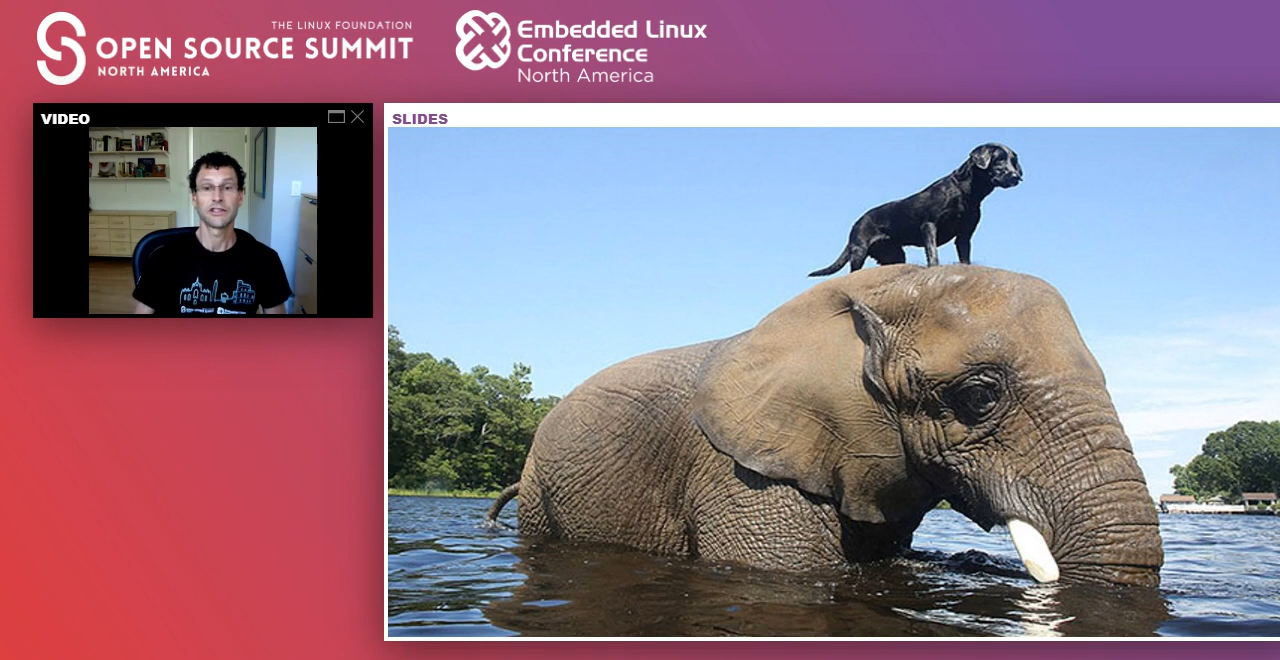 THE LINUX FOUNDATION
OPEN SOURCE SUMMIT
NORTH AMERICA
Embedded Linux
Conference
North America
VIDEO
SLIDES